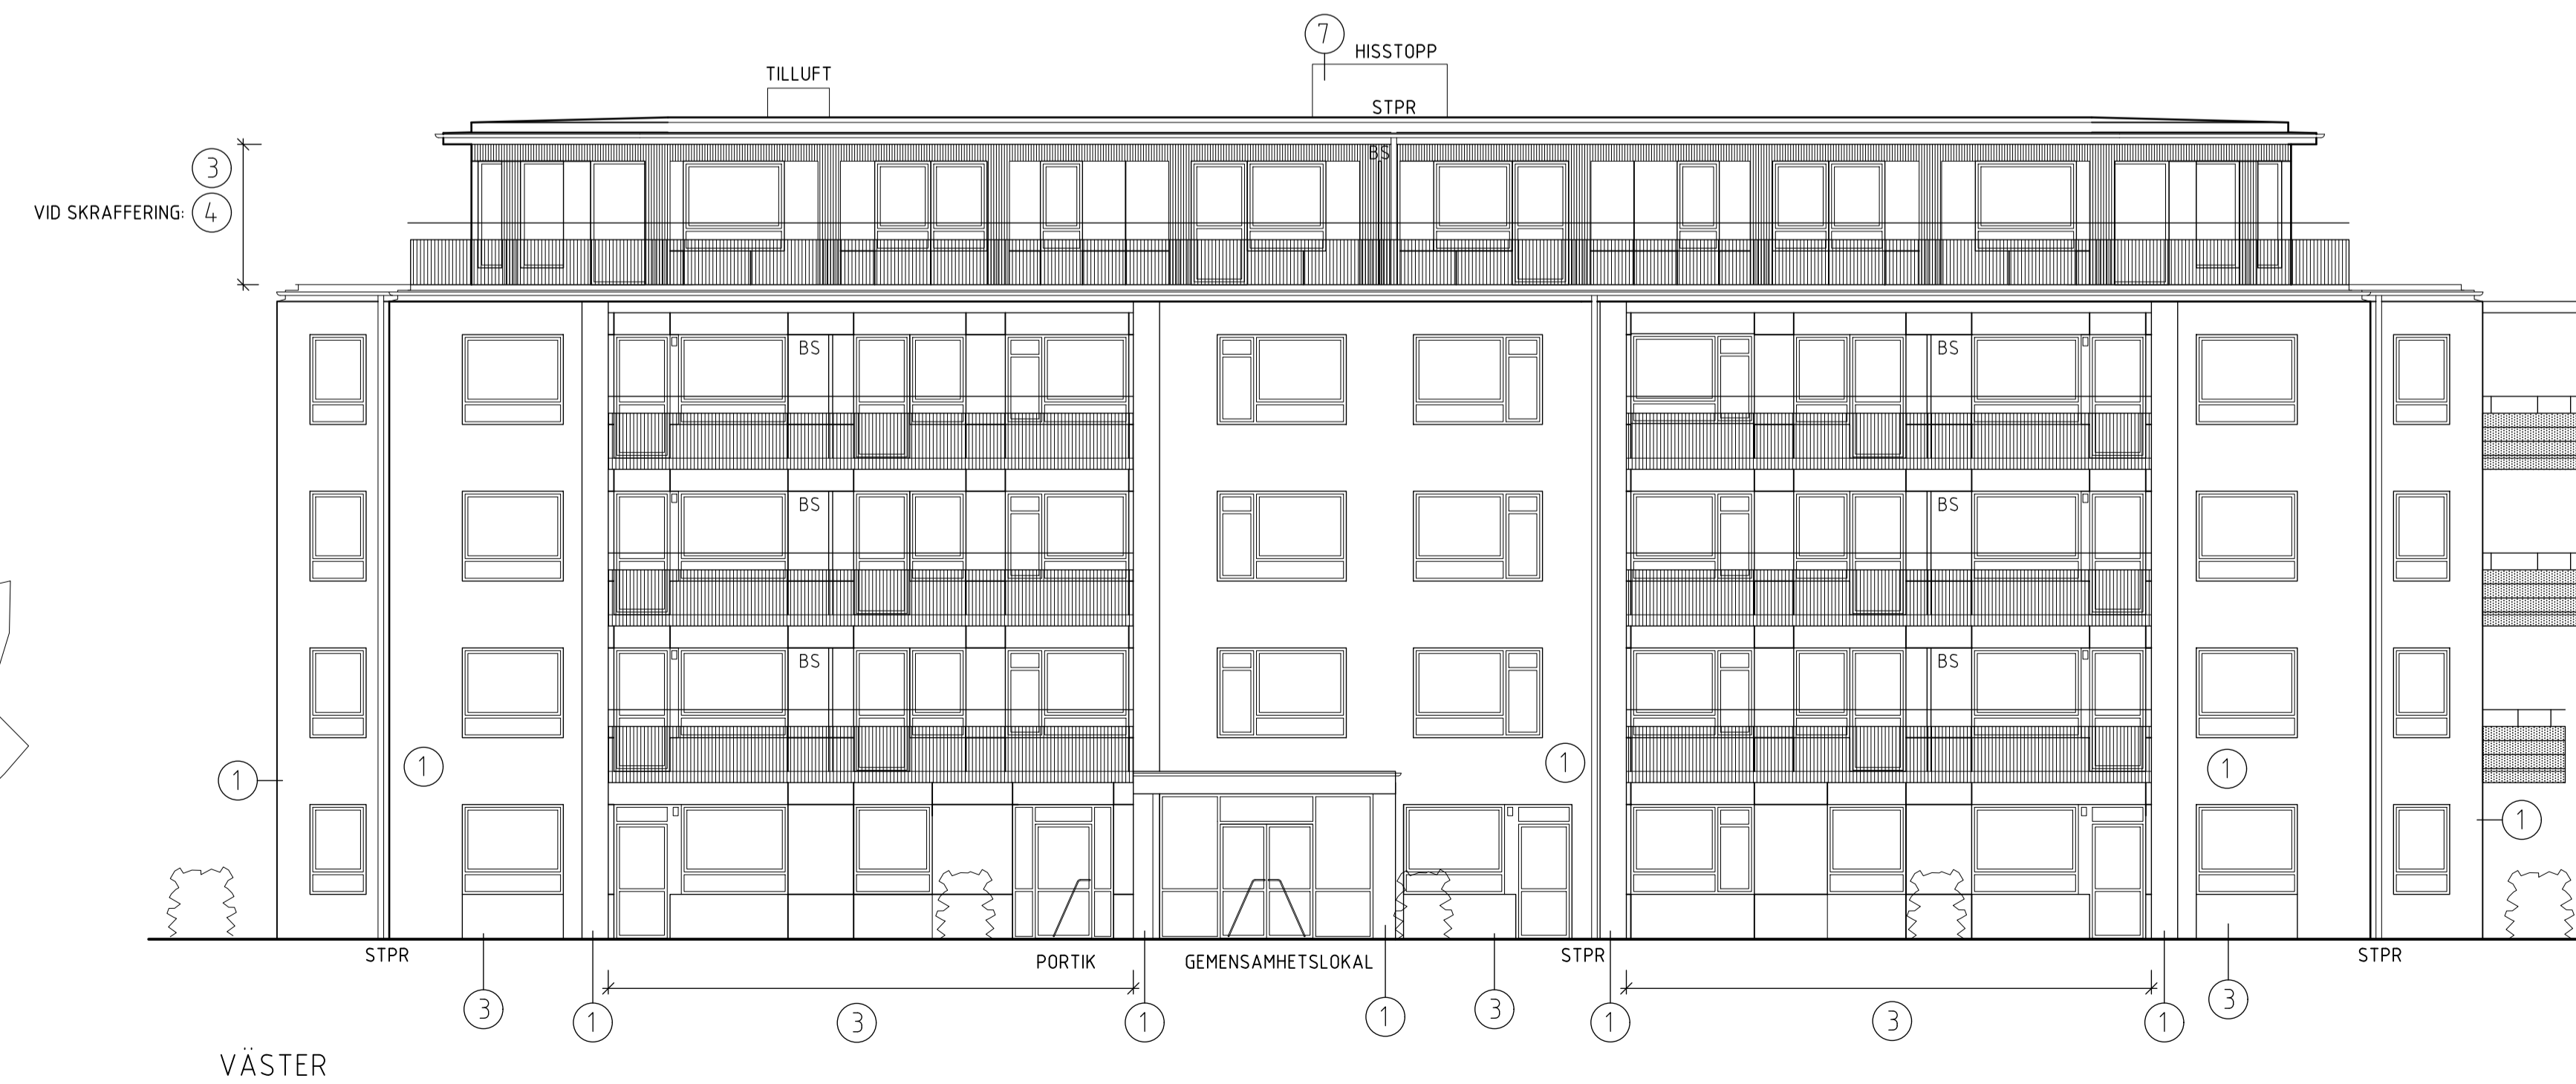 7
HISSTOPP
TILLUFT
STPR
BS
3
VID SKRAFFERING: 4
BS BS
BS BS
BS BS
1 1 1 1 1
STPR PORTIK GEMENSAMHETSLOKAL STPR STPR
3 1 3 1 1 3 1 3 1 3
VÄSTER